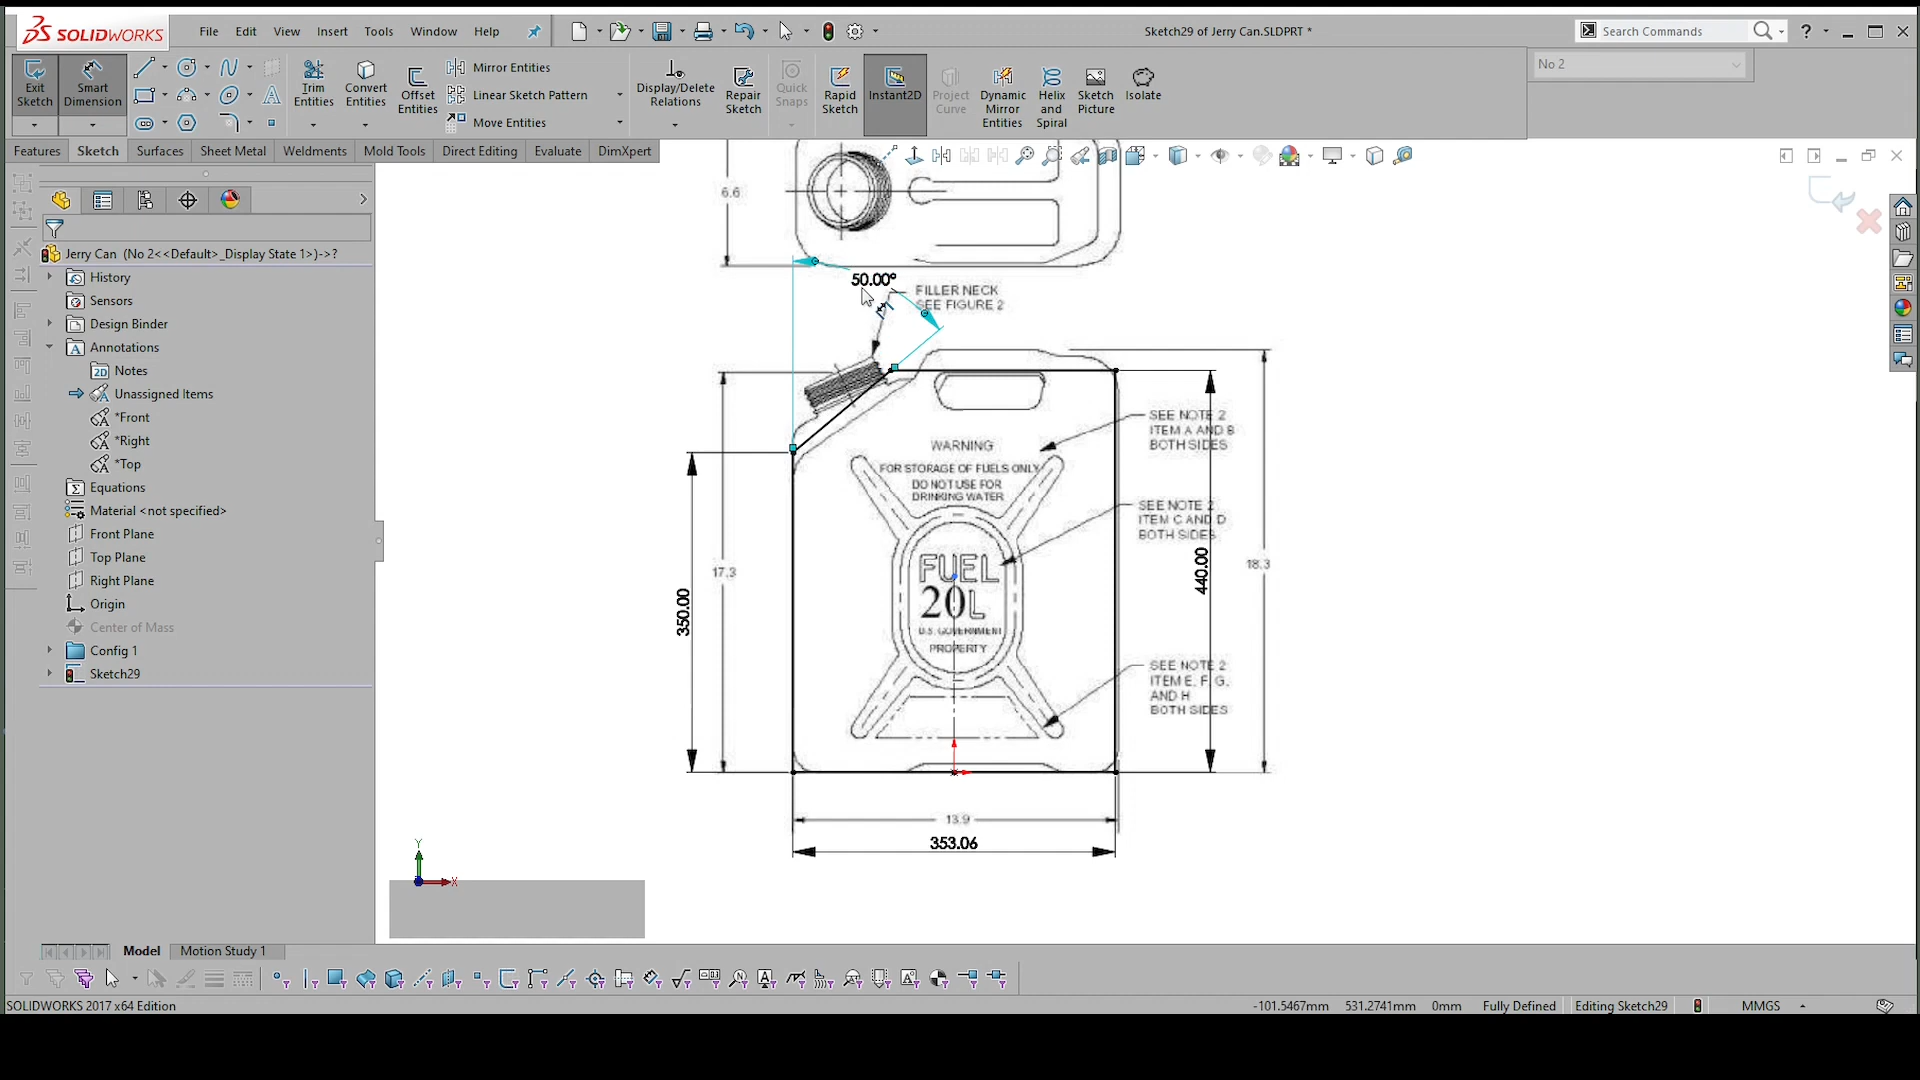 SOLIDWORKS
File Edit View Insert Tools Window Help
Sketch29 of Jerry Can.SLDPRT *
Search Commands
?
Exit Sketch
Smart Dimension
Trim Entities
Convert Entities
Offset Entities
Mirror Entities
Linear Sketch Pattern
Move Entities
Display/Delete Relations
Repair Sketch
Quick Snaps
Rapid Sketch
Instant2D
Project Curve
Dynamic Mirror Entities
Helix and Spiral
Sketch Picture
Isolate
No 2
Features Sketch Surfaces Sheet Metal Weldments Mold Tools Direct Editing Evaluate DimXpert
Jerry Can (No 2<<Default>_Display State 1>)->?
History
Sensors
Design Binder
Annotations
Notes
Unassigned Items
*Front
*Right
*Top
Equations
Material <not specified>
Front Plane
Top Plane
Right Plane
Origin
Center of Mass
Config 1
Sketch29
6.6
50.00°
FILLER NECK
SEE FIGURE 2
SEE NOTE 2
ITEM A AND B
BOTH SIDES
WARNING
FOR STORAGE OF FUELS ONLY
DO NOT USE FOR
DRINKING WATER
SEE NOTE 2
ITEM C AND D
BOTH SIDES
17.3
350.00
440.00
18.3
FUEL
20L
U.S. GOVERNMENT
PROPERTY
SEE NOTE 2
ITEM E, F, G,
AND H
BOTH SIDES
13.9
353.06
Y
X
Model Motion Study 1
SOLIDWORKS 2017 x64 Edition
-101.5467mm 531.2741mm 0mm Fully Defined Editing Sketch29 MMGS